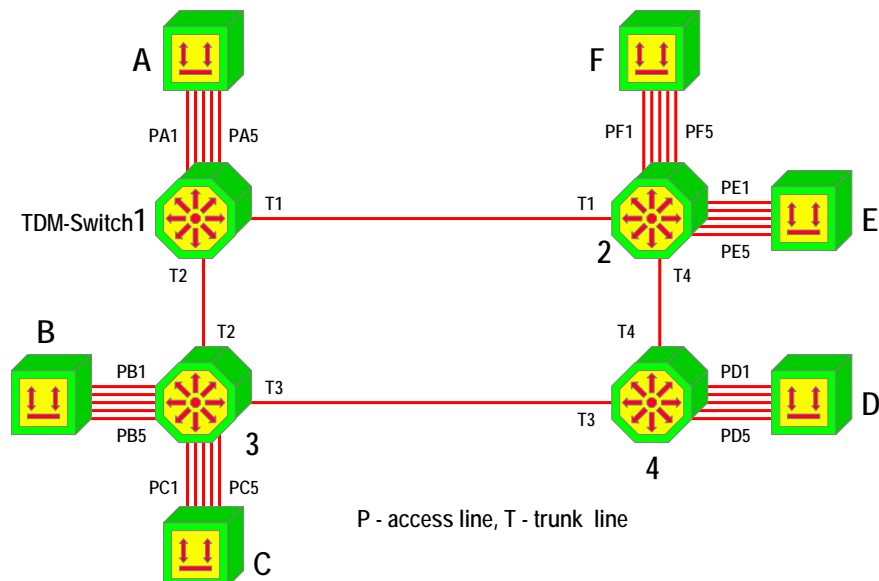 A
F
PA1
PA5
PF1
PF5
PE1
TDM-Switch1
T1
T1
E
2
PE5
T2
T4
B
T2
T4
PB1
PD1
T3
D
PB5
T3
PD5
3
4
PC1
PC5
P - access line, T - trunk line
C